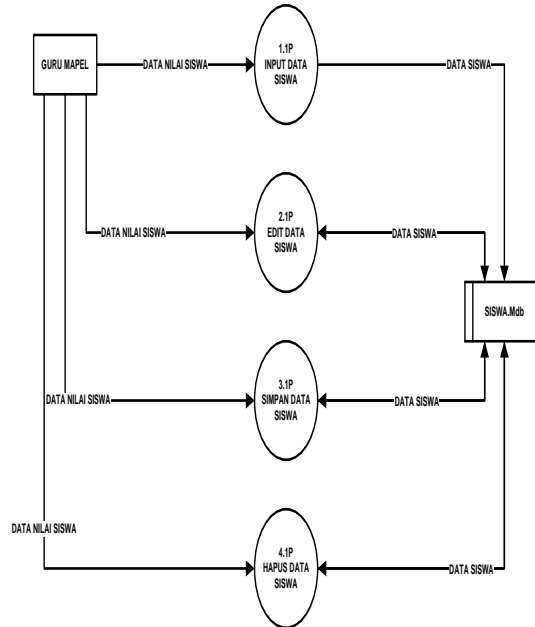 1.1P
INPUT DATA
SISWA
GURU MAPEL
DATA NILAI SISWA
DATA SISWA
2.1P
EDIT DATA
SISWA
DATA NILAI SISWA
DATA SISWA
SISWA.Mdb
3.1P
SIMPAN DATA
SISWA
DATA NILAI SISWA
DATA SISWA
DATA NILAI SISWA
4.1P
HAPUS DATA
SISWA
DATA SISWA